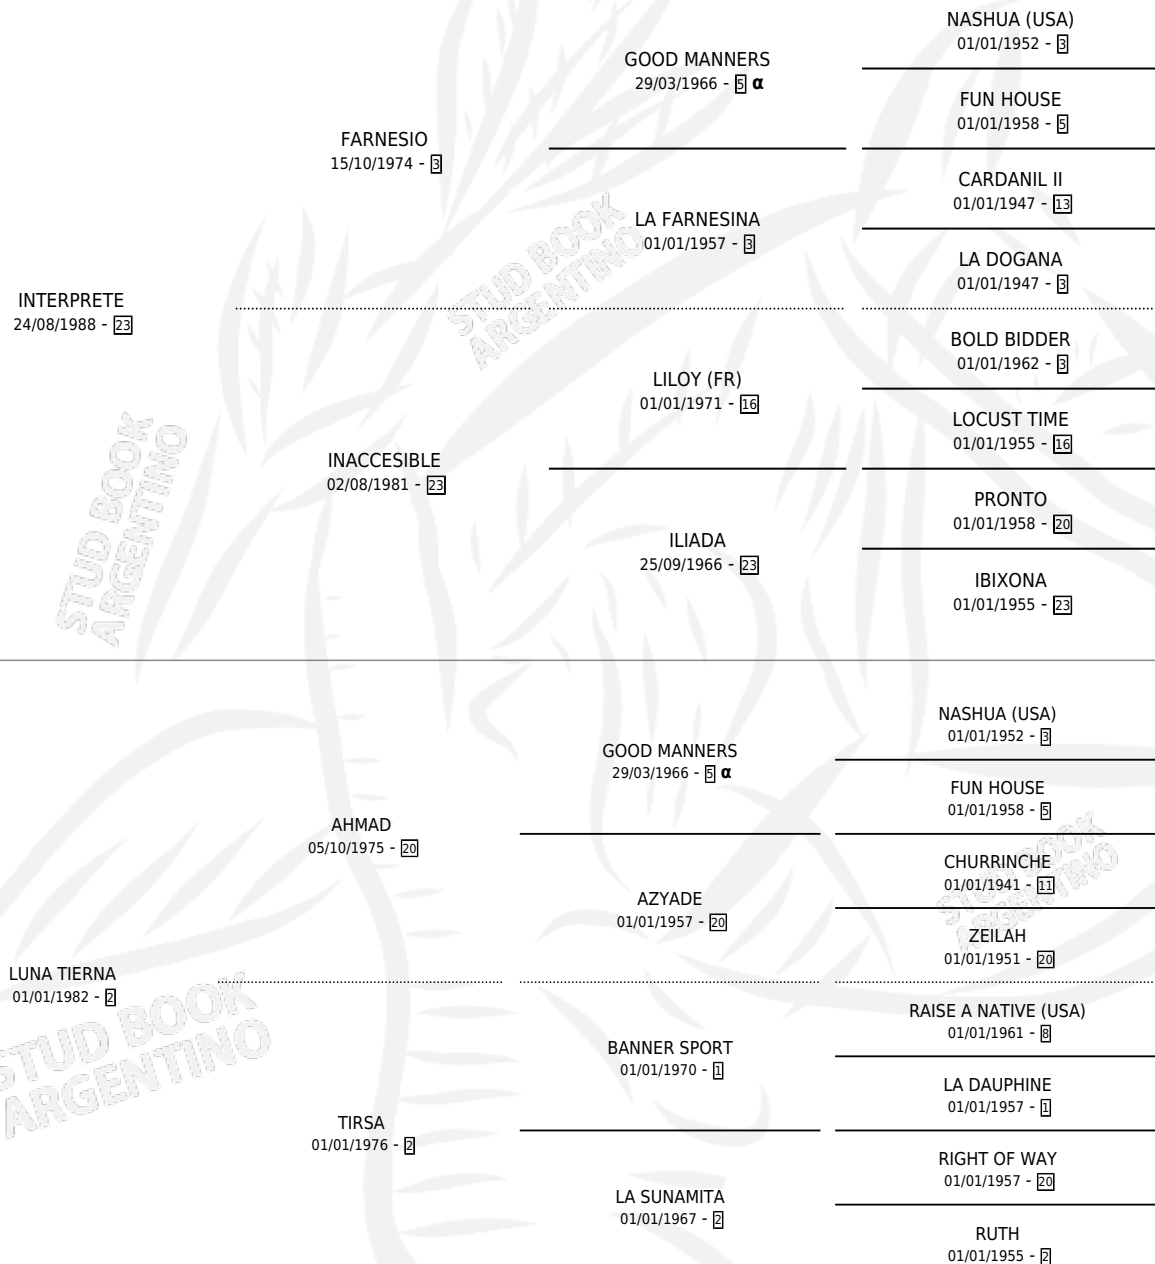 NASHUA (USA)
01/01/1952 - 3
GOOD MANNERS
29/03/1966 - 5 α
FUN HOUSE
01/01/1958 - 5
FARNESIO
15/10/1974 - 3
CARDANIL II
01/01/1947 - 13
LA FARNESINA
01/01/1957 - 3
LA DOGANA
01/01/1947 - 3
INTERPRETE
24/08/1988 - 23
BOLD BIDDER
01/01/1962 - 3
LILOY (FR)
01/01/1971 - 16
LOCUST TIME
01/01/1955 - 16
INACCESIBLE
02/08/1981 - 23
PRONTO
01/01/1958 - 20
ILIADA
25/09/1966 - 23
IBIXONA
01/01/1955 - 23
NASHUA (USA)
01/01/1952 - 3
GOOD MANNERS
29/03/1966 - 5 α
FUN HOUSE
01/01/1958 - 5
AHMAD
05/10/1975 - 20
CHURRINCHE
01/01/1941 - 11
AZYADE
01/01/1957 - 20
ZEILAH
01/01/1951 - 20
LUNA TIERNA
01/01/1982 - 2
RAISE A NATIVE (USA)
01/01/1961 - 8
BANNER SPORT
01/01/1970 - 1
LA DAUPHINE
01/01/1957 - 1
TIRSA
01/01/1976 - 2
RIGHT OF WAY
01/01/1957 - 20
LA SUNAMITA
01/01/1967 - 2
RUTH
01/01/1955 - 2
STUD BOOK
ARGENTINO
STUD BOOK
ARGENTINO
STUD BOOK
ARGENTINO
STUD BOOK
ARGENTINO